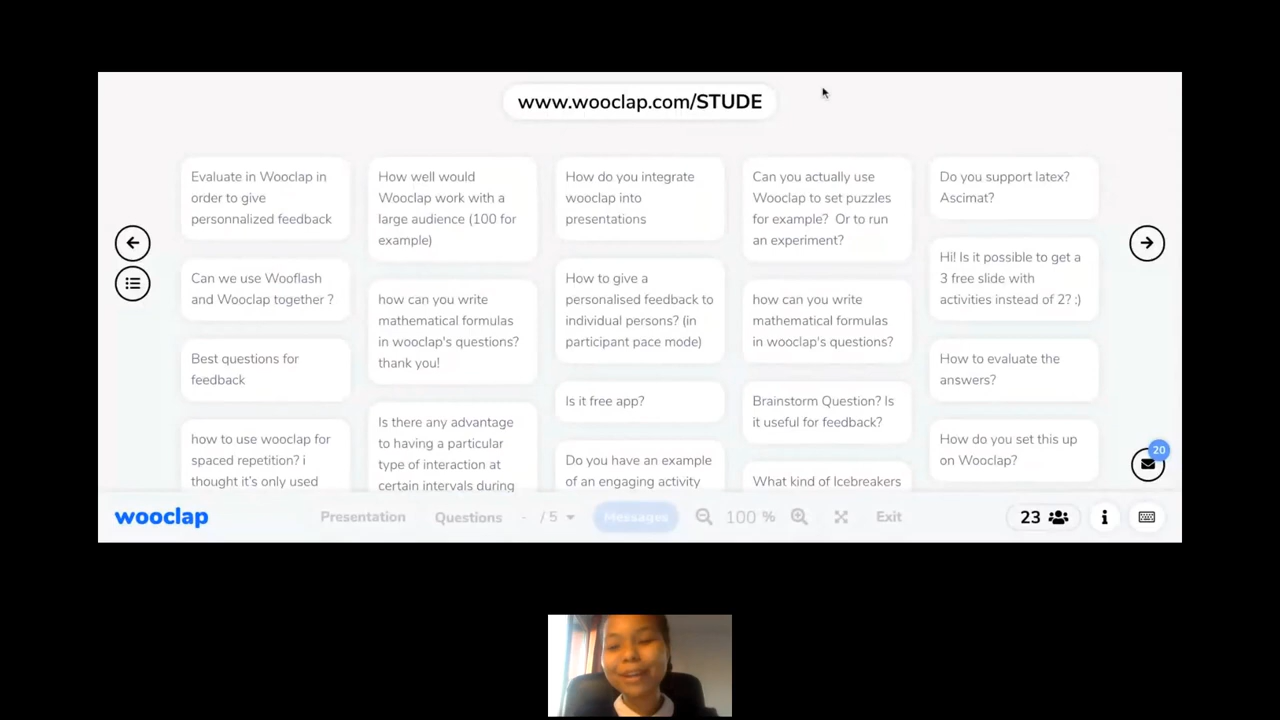 www.wooclap.com/STUDE
Evaluate in Wooclap in
order to give
personnalized feedback
Can we use Wooflash
and Wooclap together ?
Best questions for
feedback
how to use wooclap for
spaced repetition? i
thought it's only used
How well would
Wooclap work with a
large audience (100 for
example)
how can you write
mathematical formulas
in wooclap's questions?
thank you!
Is there any advantage
to having a particular
type of interaction at
certain intervals during
How do you integrate
wooclap into
presentations
How to give a
personalised feedback to
individual persons? (in
participant pace mode)
Is it free app?
Do you have an example
of an engaging activity
Can you actually use
Wooclap to set puzzles
for example? Or to run
an experiment?
how can you write
mathematical formulas
in wooclap's questions?
Brainstorm Question? Is
it useful for feedback?
What kind of Icebreakers
Do you support latex?
Ascimat?
Hi! Is it possible to get a
3 free slide with
activities instead of 2? :)
How to evaluate the
answers?
How do you set this up
on Wooclap?
20
wooclap Presentation Questions - / 5 Messages 100 % Exit 23